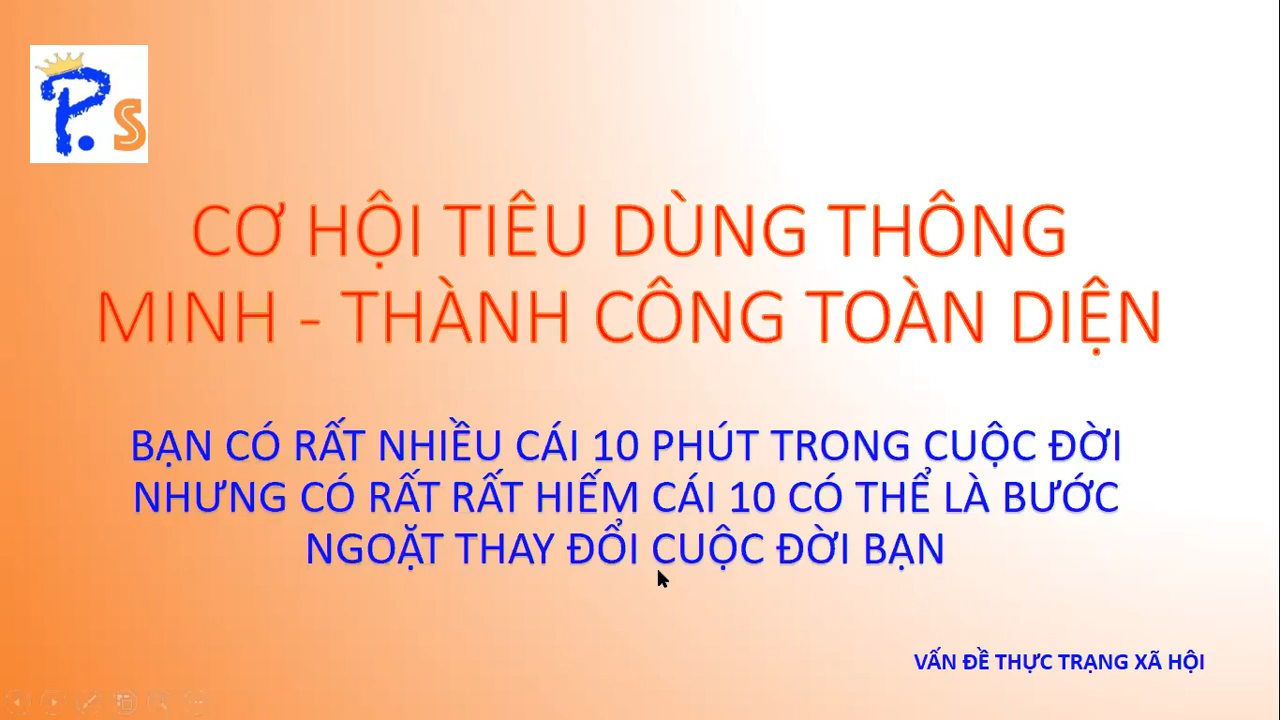 P.S
CƠ HỘI TIÊU DÙNG THÔNG
MINH - THÀNH CÔNG TOÀN DIỆN
BẠN CÓ RẤT NHIỀU CÁI 10 PHÚT TRONG CUỘC ĐỜI
NHƯNG CÓ RẤT RẤT HIẾM CÁI 10 CÓ THỂ LÀ BƯỚC
NGOẶT THAY ĐỔI CUỘC ĐỜI BẠN
VẤN ĐỀ THỰC TRẠNG XÃ HỘI